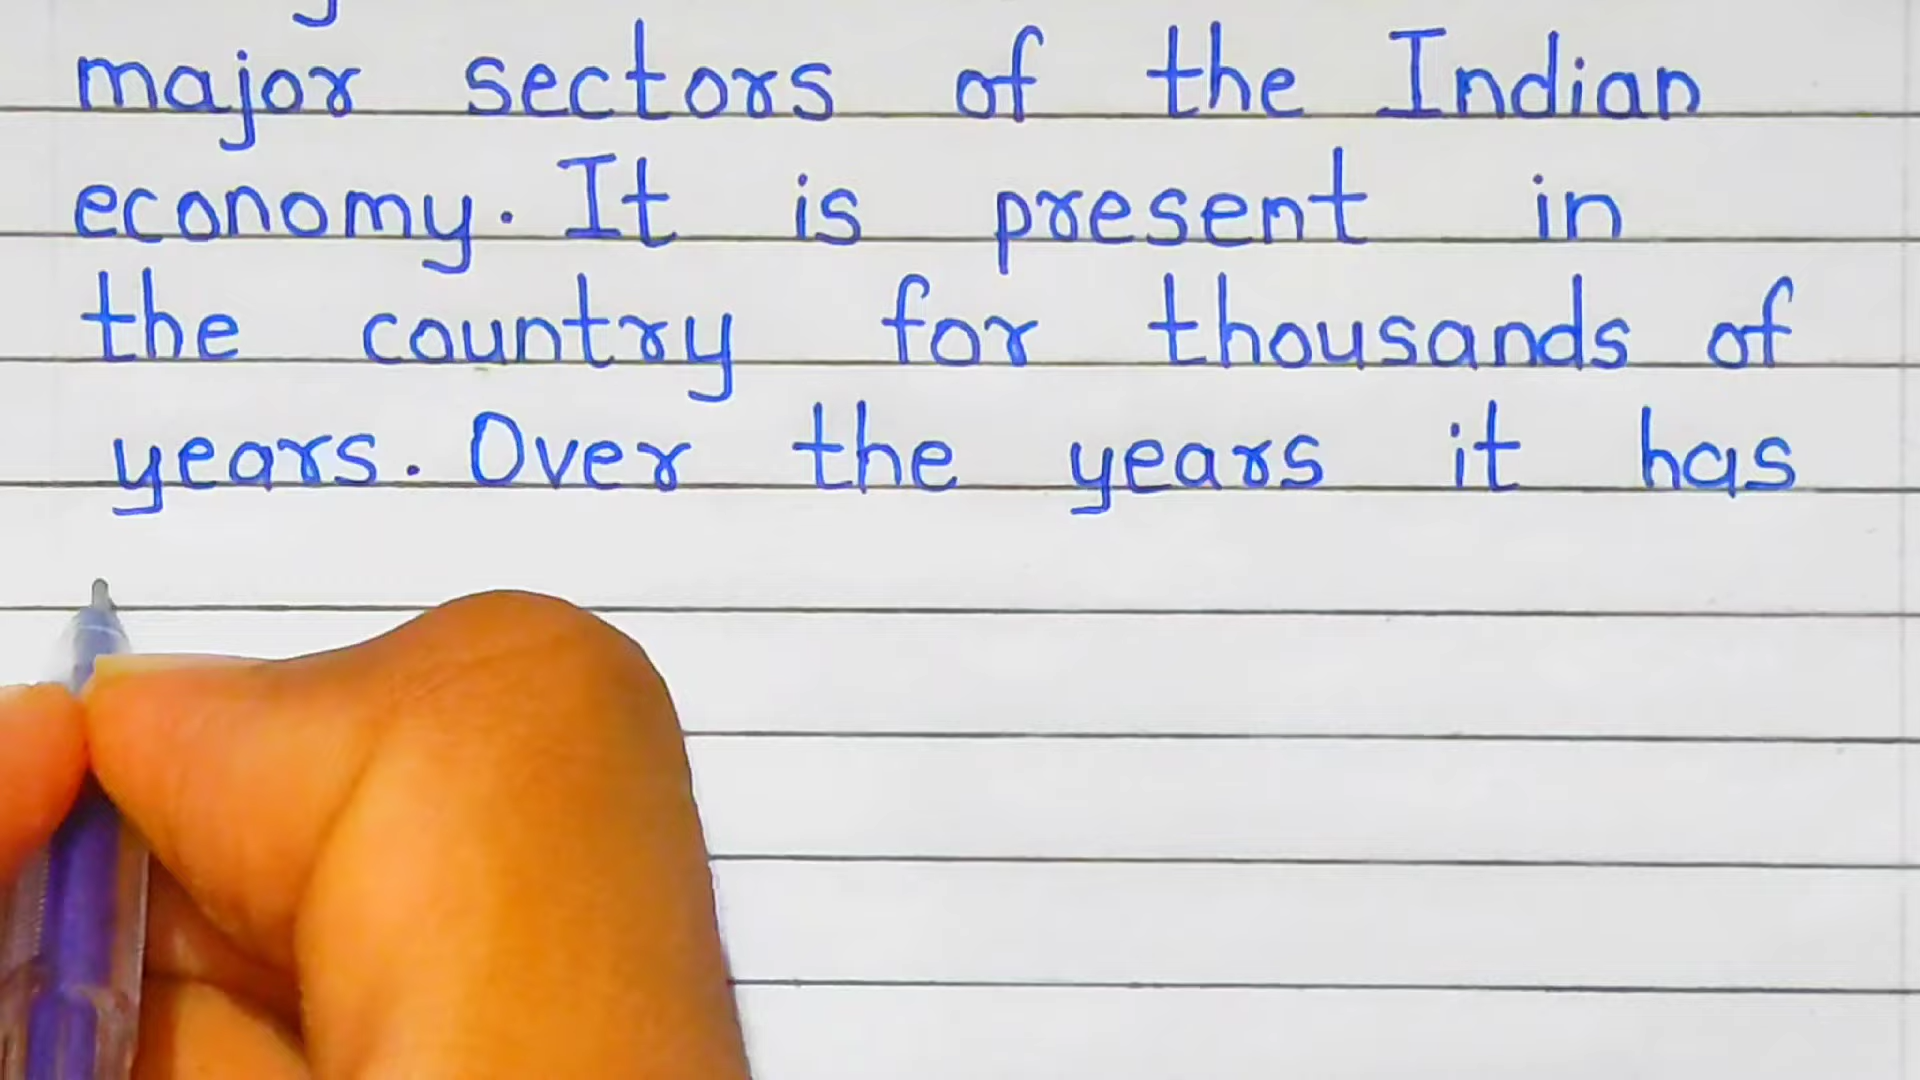 major sectors of the Indian
economy. It is present in
the country for thousands of
years. Over the years it has